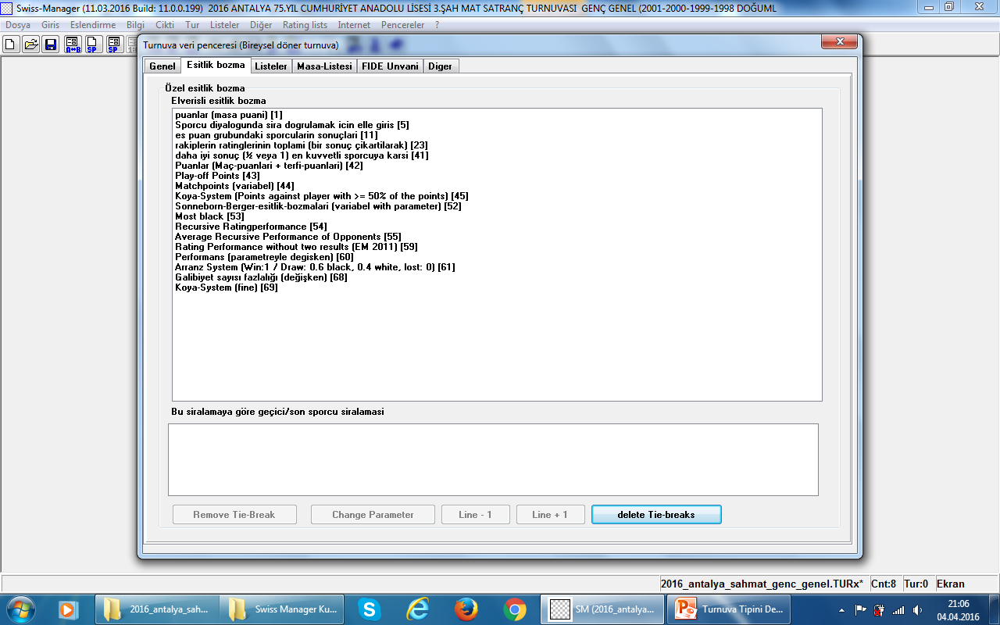 Swiss-Manager (11.03.2016 Build: 11.0.0.199)  2016 ANTALYA 75.YIL CUMHURİYET ANADOLU LİSESİ 3.ŞAH MAT SATRANÇ TURNUVASI  GENÇ GENEL (2001-2000-1999-1998 DOĞUML
Dosya Giris Eslendirme Bilgi Cikti Tur Listeler Diğer Rating lists Internet Pencereler ?
A↔B SP SP
Turnuva veri penceresi (Bireysel döner turnuva)
Genel Esitlik bozma Listeler Masa-Listesi FIDE Unvani Diger
Özel esitlik bozma
Elverisli esitlik bozma
puanlar (masa puani) [1]
Sporcu diyalogunda sira dogrulamak icin elle giris [5]
es puan grubundaki sporcularin sonuçlari [11]
rakiplerin ratinglerinin toplami (bir sonuç çikartilarak) [23]
daha iyi sonuç (½ veya 1) en kuvvetli sporcuya karsi [41]
Puanlar (Maç-puanlari + terfi-puanlari) [42]
Play-off Points [43]
Matchpoints (variabel) [44]
Koya-System (Points against player with >= 50% of the points) [45]
Sonneborn-Berger-esitlik-bozmalari (variabel with parameter) [52]
Most black [53]
Recursive Ratingperformance [54]
Average Recursive Performance of Opponents [55]
Rating Performance without two results (EM 2011) [59]
Performans (parametreyle degisken) [60]
Arranz System (Win:1 / Draw: 0.6 black, 0.4 white, lost: 0) [61]
Galibiyet sayısı fazlalığı (değişken) [68]
Koya-System (fine) [69]
Bu siralamaya göre geçici/son sporcu siralamasi
Remove Tie-Break Change Parameter Line - 1 Line + 1 delete Tie-breaks
2016_antalya_sahmat_genc_genel.TURx* Cnt:8 Tur:0 Ekran
2016_antalya_sah... Swiss Manager Ku... SM (2016_antalya... Turnuva Tipini De... 21:06
04.04.2016